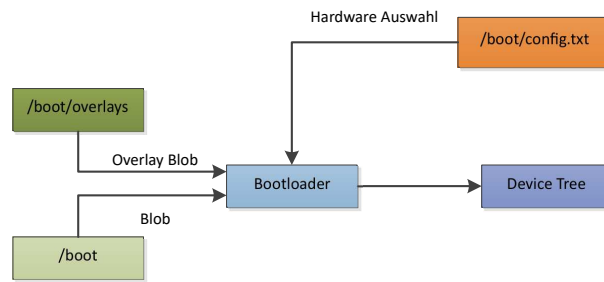 Hardware Auswahl
/boot/config.txt
/boot/overlays
Overlay Blob
Bootloader
Device Tree
Blob
/boot